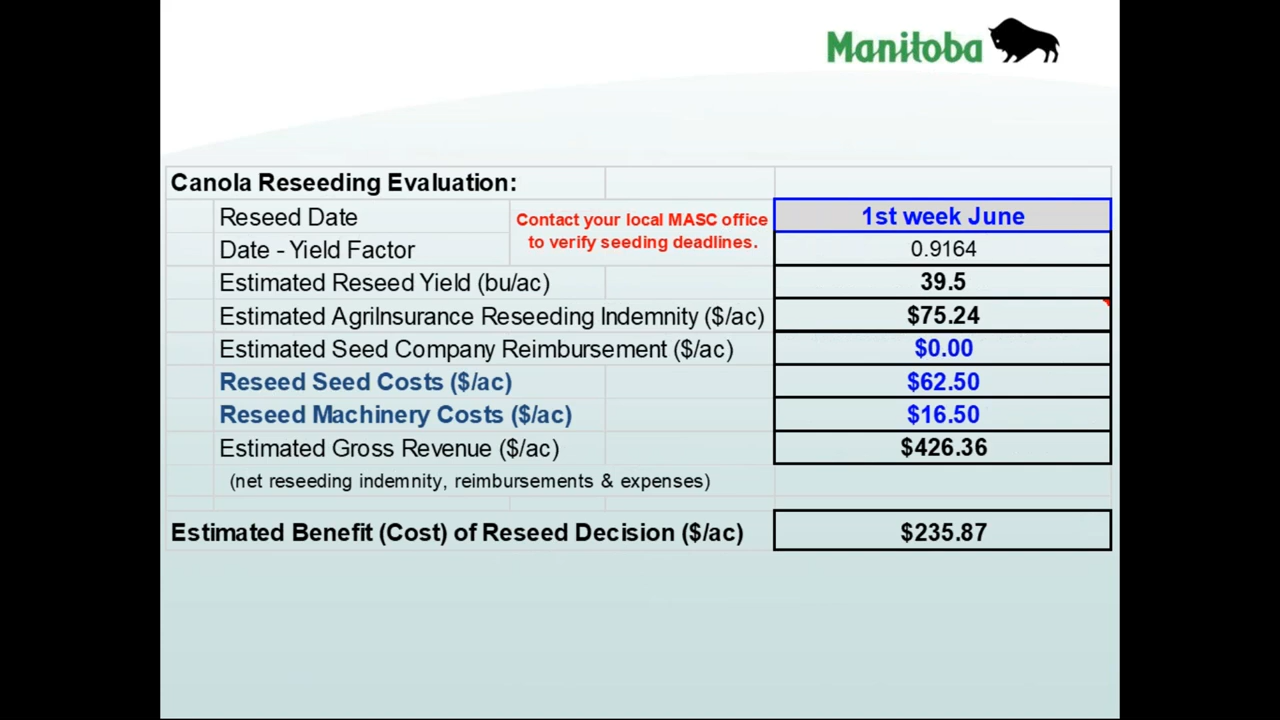 Manitoba
Canola Reseeding Evaluation:
Reseed Date
Contact your local MASC office
to verify seeding deadlines.
1st week June
Date - Yield Factor
0.9164
Estimated Reseed Yield (bu/ac)
39.5
Estimated AgriInsurance Reseeding Indemnity ($/ac)
$75.24
Estimated Seed Company Reimbursement ($/ac)
$0.00
Reseed Seed Costs ($/ac)
$62.50
Reseed Machinery Costs ($/ac)
$16.50
Estimated Gross Revenue ($/ac)
$426.36
(net reseeding indemnity, reimbursements & expenses)
Estimated Benefit (Cost) of Reseed Decision ($/ac)
$235.87